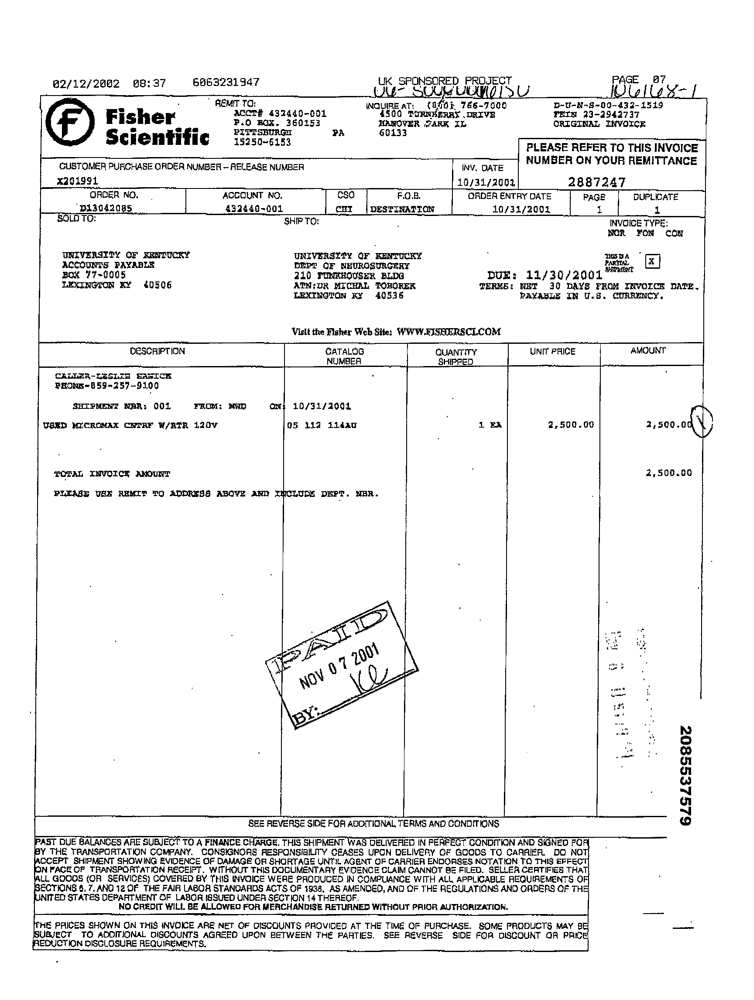 02/12/2002 08:37 6063231947 UK SPONSORED PROJECT PAGE 07
106168-1
Fisher Scientific
REMIT TO:
ACCT# 432440-001
P.O BOX. 360153
PITTSBURGH PA
15250-6153
INQUIRE AT: (800) 766-7000
4500 TURNBERRY DRIVE
HANOVER PARK IL
60133
D-U-N-S-00-432-1519
FEIN 23-2942737
ORIGINAL INVOICE
PLEASE REFER TO THIS INVOICE
NUMBER ON YOUR REMITTANCE
CUSTOMER PURCHASE ORDER NUMBER – RELEASE NUMBER
X201991
INV. DATE
10/31/2001
2887247
ORDER NO. ACCOUNT NO. CSO F.O.B. ORDER ENTRY DATE PAGE DUPLICATE
D13042085 432440-001 CHI DESTINATION 10/31/2001 1 1
SOLD TO: SHIP TO: INVOICE TYPE:
NOR FON CON
UNIVERSITY OF KENTUCKY
ACCOUNTS PAYABLE
BOX 77-0005
LEXINGTON KY 40506
UNIVERSITY OF KENTUCKY
DEPT OF NEUROSURGERY
210 FUNKHOUSER BLDG
ATN:DR MICHAL TOBOREK
LEXINGTON KY 40536
THIS IS A PARTIAL SHIPMENT X
DUE: 11/30/2001
TERMS: NET 30 DAYS FROM INVOICE DATE.
PAYABLE IN U.S. CURRENCY.
Visit the Fisher Web Site: WWW.FISHERSCI.COM
DESCRIPTION CATALOG NUMBER QUANTITY SHIPPED UNIT PRICE AMOUNT
CALLER-LESLIE
PHONE-859-257-9100
SHIPMENT NBR: 001 FROM: MWD ON 10/31/2001
USED MICROMAX CNTRF W/RTR 120V 05 112 114AU 1 EA 2,500.00 2,500.00
TOTAL INVOICE AMOUNT 2,500.00
PLEASE USE REMIT TO ADDRESS ABOVE AND INCLUDE DEPT. NBR.
PAID
NOV 07 2001
BY:
2085537579
SEE REVERSE SIDE FOR ADDITIONAL TERMS AND CONDITIONS
PAST DUE BALANCES ARE SUBJECT TO A FINANCE CHARGE. THIS SHIPMENT WAS DELIVERED IN PERFECT CONDITION AND SIGNED FOR
BY THE TRANSPORTATION COMPANY. CONSIGNORS RESPONSIBILITY CEASES UPON DELIVERY OF GOODS TO CARRIER. DO NOT
ACCEPT SHIPMENT SHOWING EVIDENCE OF DAMAGE OR SHORTAGE UNTIL AGENT OF CARRIER ENDORSES NOTATION TO THIS EFFECT
ON FACE OF TRANSPORTATION RECEIPT. WITHOUT THIS DOCUMENTARY EVIDENCE CLAIM CANNOT BE FILED. SELLER CERTIFIES THAT
ALL GOODS (OR SERVICES) COVERED BY THIS INVOICE WERE PRODUCED IN COMPLIANCE WITH ALL APPLICABLE REQUIREMENTS OF
SECTIONS 6, 7, AND 12 OF THE FAIR LABOR STANDARDS ACTS OF 1938, AS AMENDED, AND OF THE REGULATIONS AND ORDERS OF THE
UNITED STATES DEPARTMENT OF LABOR ISSUED UNDER SECTION 14 THEREOF.
NO CREDIT WILL BE ALLOWED FOR MERCHANDISE RETURNED WITHOUT PRIOR AUTHORIZATION.
THE PRICES SHOWN ON THIS INVOICE ARE NET OF DISCOUNTS PROVIDED AT THE TIME OF PURCHASE. SOME PRODUCTS MAY BE
SUBJECT TO ADDITIONAL DISCOUNTS AGREED UPON BETWEEN THE PARTIES. SEE REVERSE SIDE FOR DISCOUNT OR PRICE
REDUCTION DISCLOSURE REQUIREMENTS.